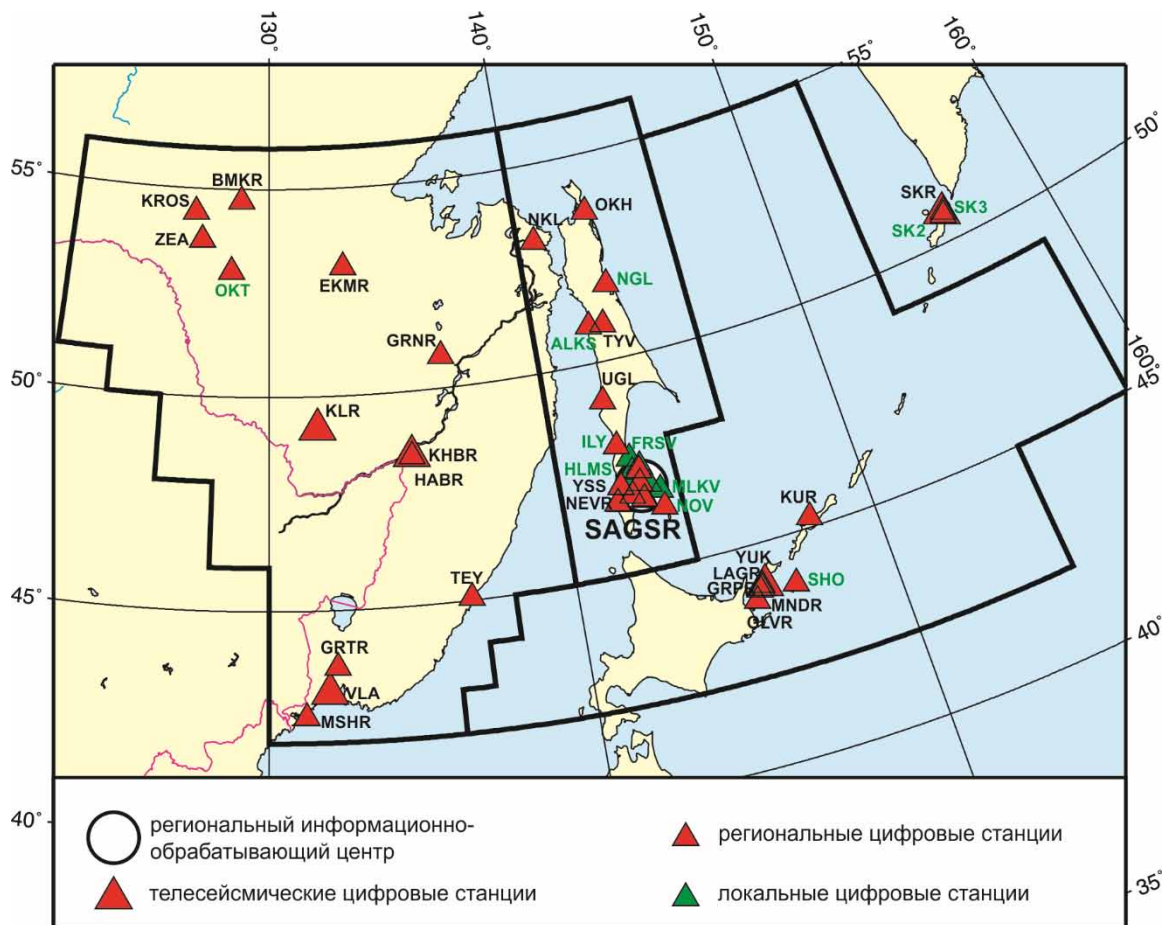 130°
140°
150°
55°
160°
50°
55°
BMKR
KROS
ZEA
OKT
EKMR
NKL
OKH
SKR
SK3
SK2
NGL
ALKS
TYV
GRNR
50°
UGL
160°
45°
KLR
KHBR
HABR
ILY
FRSV
HLMS
YSS
MLKV
NEVR
NOV
SAGSR
KUR
YUK
LAGR
SHO
GRPR
MNDR
GLVR
TEY
45°
40°
GRTR
VLA
MSHR
40°
35°
региональный информационно-
обрабатывающий центр
региональные цифровые станции
телесейсмические цифровые станции
локальные цифровые станции